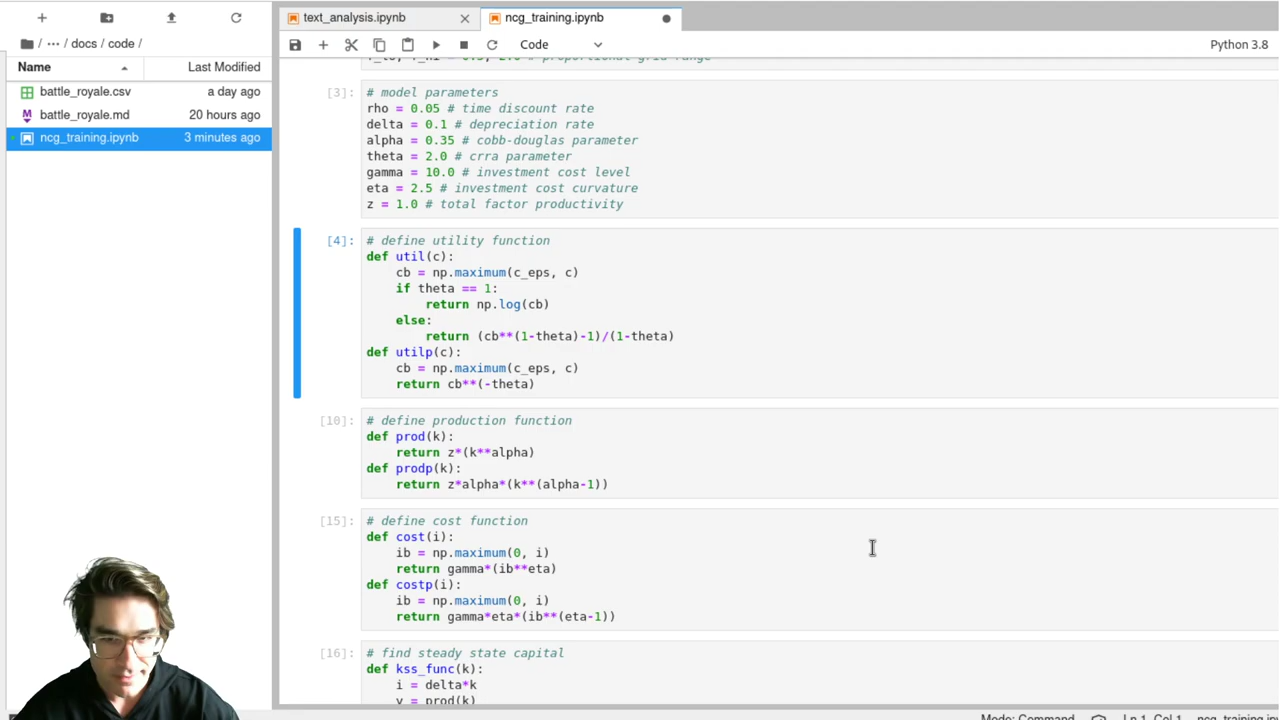 text_analysis.ipynb
ncg_training.ipynb
/ ··· / docs / code /
Code
Python 3.8
Name
Last Modified
battle_royale.csv
a day ago
battle_royale.md
20 hours ago
ncg_training.ipynb
3 minutes ago
# proportional grid range
[3]:
# model parameters
rho = 0.05 # time discount rate
delta = 0.1 # depreciation rate
alpha = 0.35 # cobb-douglas parameter
theta = 2.0 # crra parameter
gamma = 10.0 # investment cost level
eta = 2.5 # investment cost curvature
z = 1.0 # total factor productivity
[4]:
# define utility function
def util(c):
    cb = np.maximum(c_eps, c)
    if theta == 1:
        return np.log(cb)
    else:
        return (cb**(1-theta)-1)/(1-theta)
def utilp(c):
    cb = np.maximum(c_eps, c)
    return cb**(-theta)
[10]:
# define production function
def prod(k):
    return z*(k**alpha)
def prodp(k):
    return z*alpha*(k**(alpha-1))
[15]:
# define cost function
def cost(i):
    ib = np.maximum(0, i)
    return gamma*(ib**eta)
def costp(i):
    ib = np.maximum(0, i)
    return gamma*eta*(ib**(eta-1))
[16]:
# find steady state capital
def kss_func(k):
    i = delta*k
    y = prod(k)
Mode: Command
Ln 1, Col 1